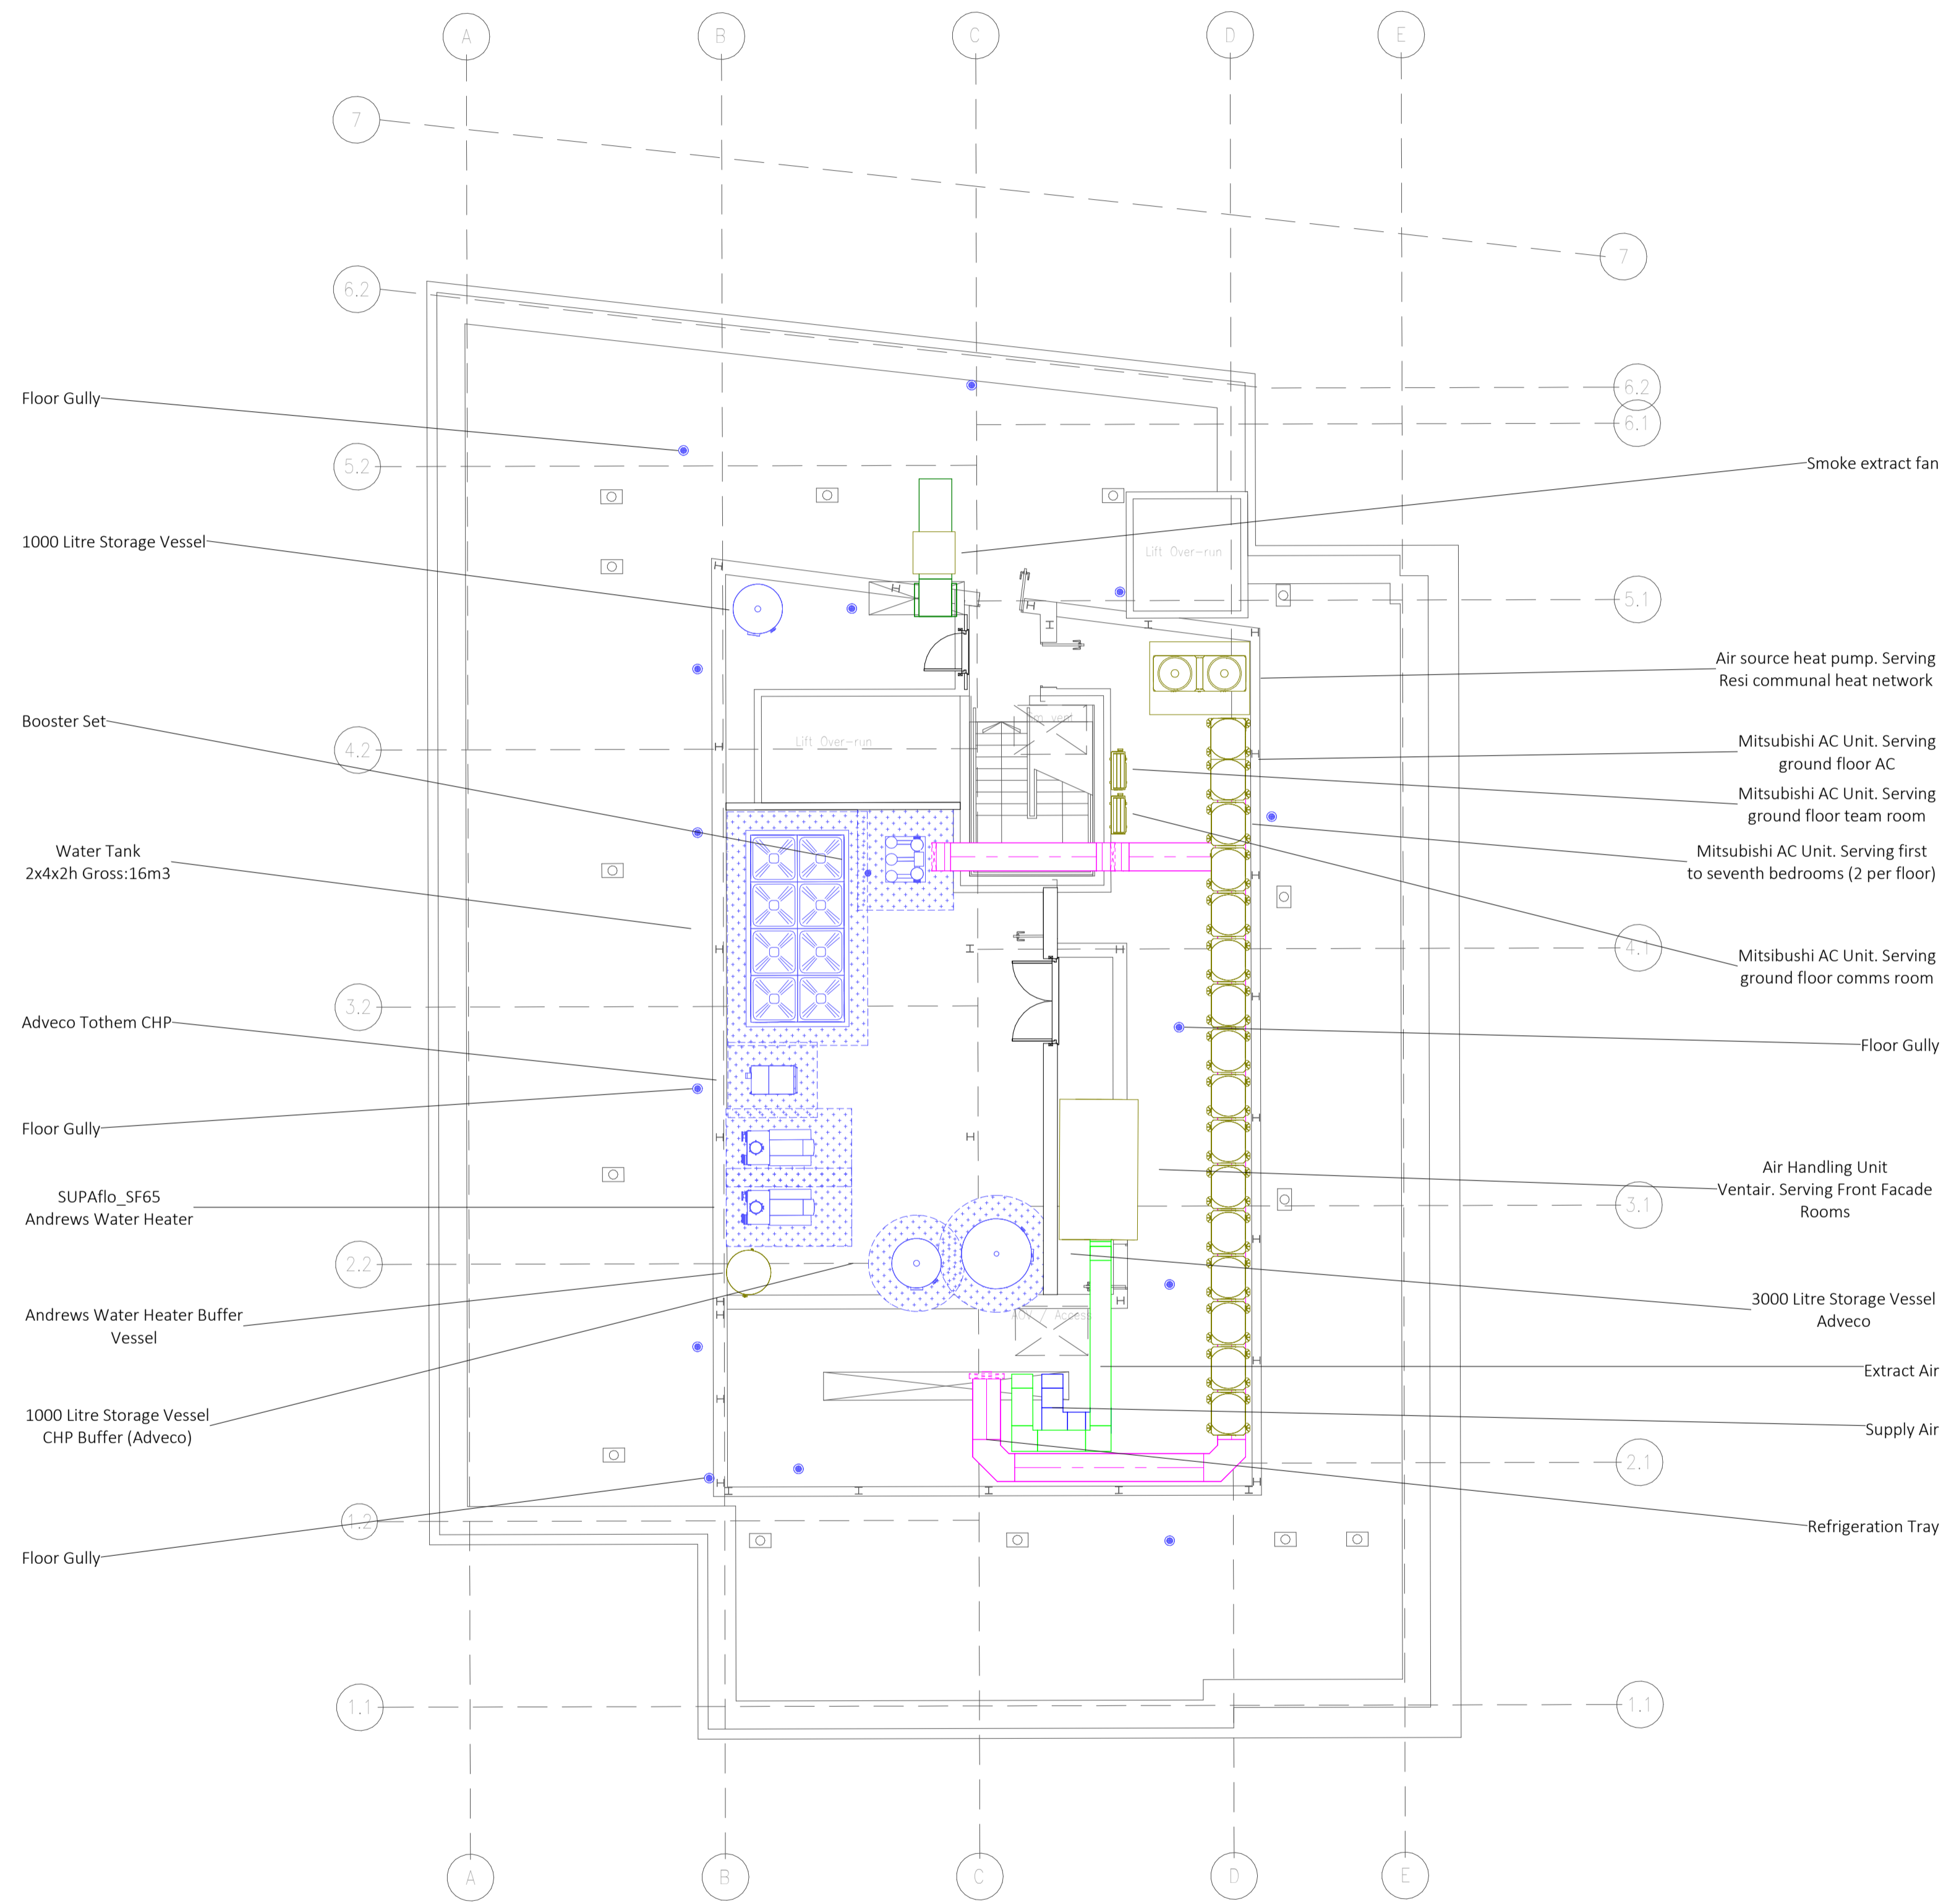 A
B
C
D
E
7
7
6.2
6.2
6.1
Floor Gully
5.2
Smoke extract fan
1000 Litre Storage Vessel
Lift Over-run
5.1
Air source heat pump. Serving
Resi communal heat network
Booster Set
4.2
Lift Over-run
Sm vent
Mitsubishi AC Unit. Serving
ground floor AC
Mitsubishi AC Unit. Serving
ground floor team room
Water Tank
2x4x2h Gross:16m3
Mitsubishi AC Unit. Serving first
to seventh bedrooms (2 per floor)
4.1
Mitsibushi AC Unit. Serving
ground floor comms room
3.2
Adveco Tothem CHP
Floor Gully
Floor Gully
Air Handling Unit
Ventair. Serving Front Facade
Rooms
SUPAflo_SF65
Andrews Water Heater
3.1
2.2
Andrews Water Heater Buffer
Vessel
AOV / Access
3000 Litre Storage Vessel
Adveco
Extract Air
1000 Litre Storage Vessel
CHP Buffer (Adveco)
Supply Air
2.1
1.2
Refrigeration Tray
Floor Gully
1.1
1.1
A
B
C
D
E